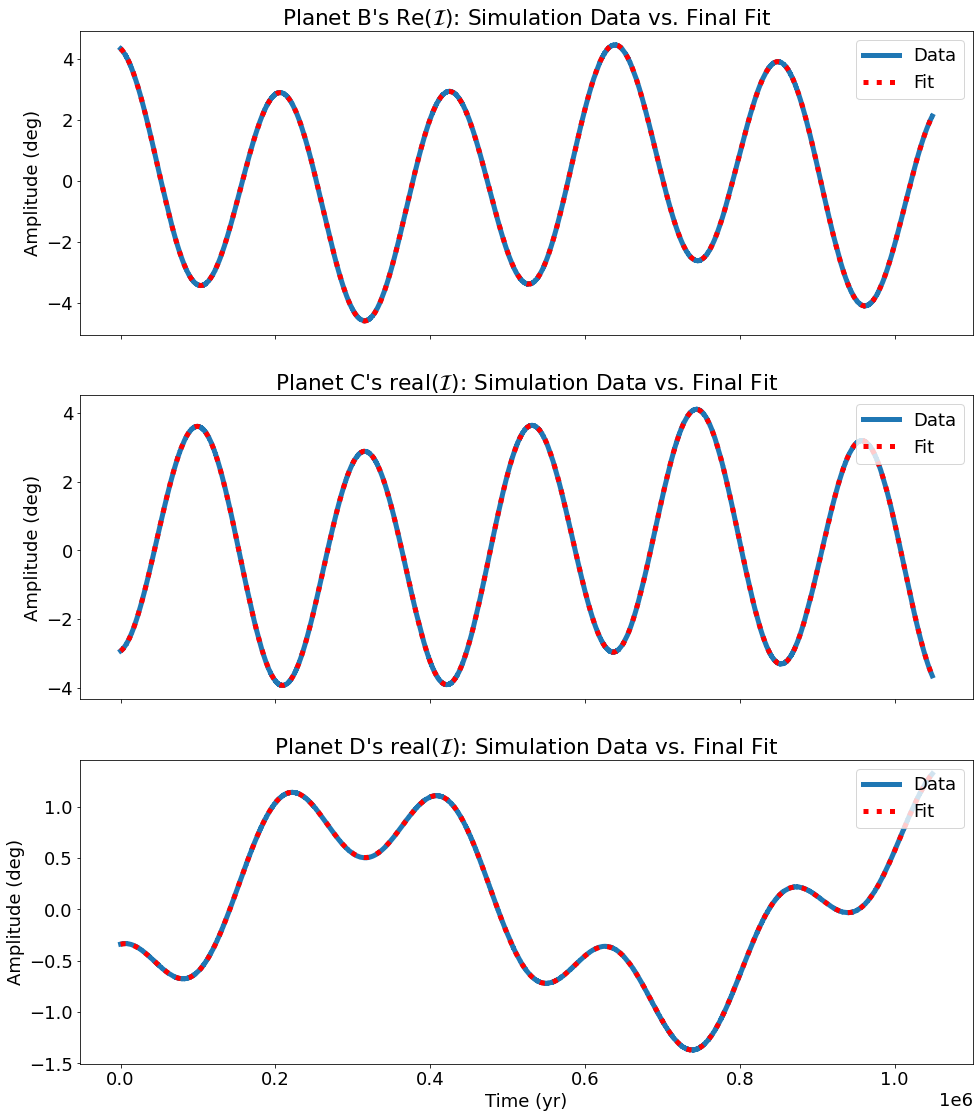 Planet B's Re(𝓘): Simulation Data vs. Final Fit
4
2
0
−2
−4
Amplitude (deg)
Data
Fit
Planet C's real(𝓘): Simulation Data vs. Final Fit
4
2
0
−2
−4
Amplitude (deg)
Data
Fit
Planet D's real(𝓘): Simulation Data vs. Final Fit
1.0
0.5
0.0
−0.5
−1.0
−1.5
Amplitude (deg)
Data
Fit
0.0 0.2 0.4 0.6 0.8 1.0
1e6
Time (yr)